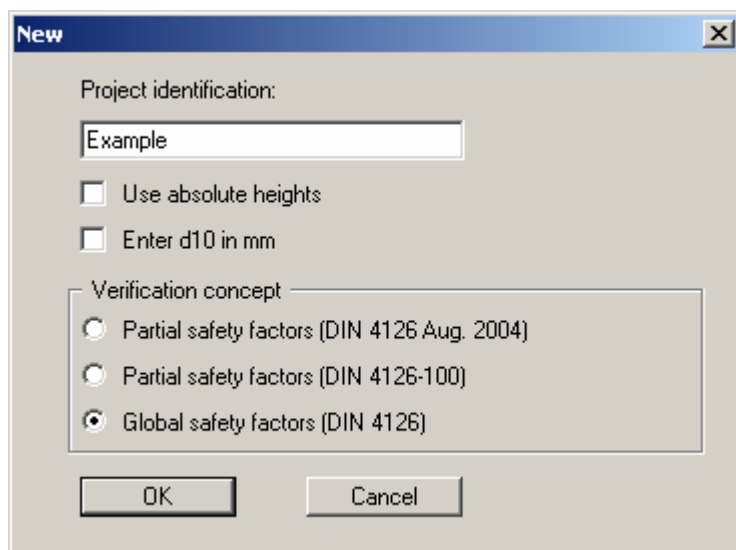 New
Project identification:
Example
Use absolute heights
Enter d10 in mm
Verification concept
Partial safety factors (DIN 4126 Aug. 2004)
Partial safety factors (DIN 4126-100)
Global safety factors (DIN 4126)
OK Cancel